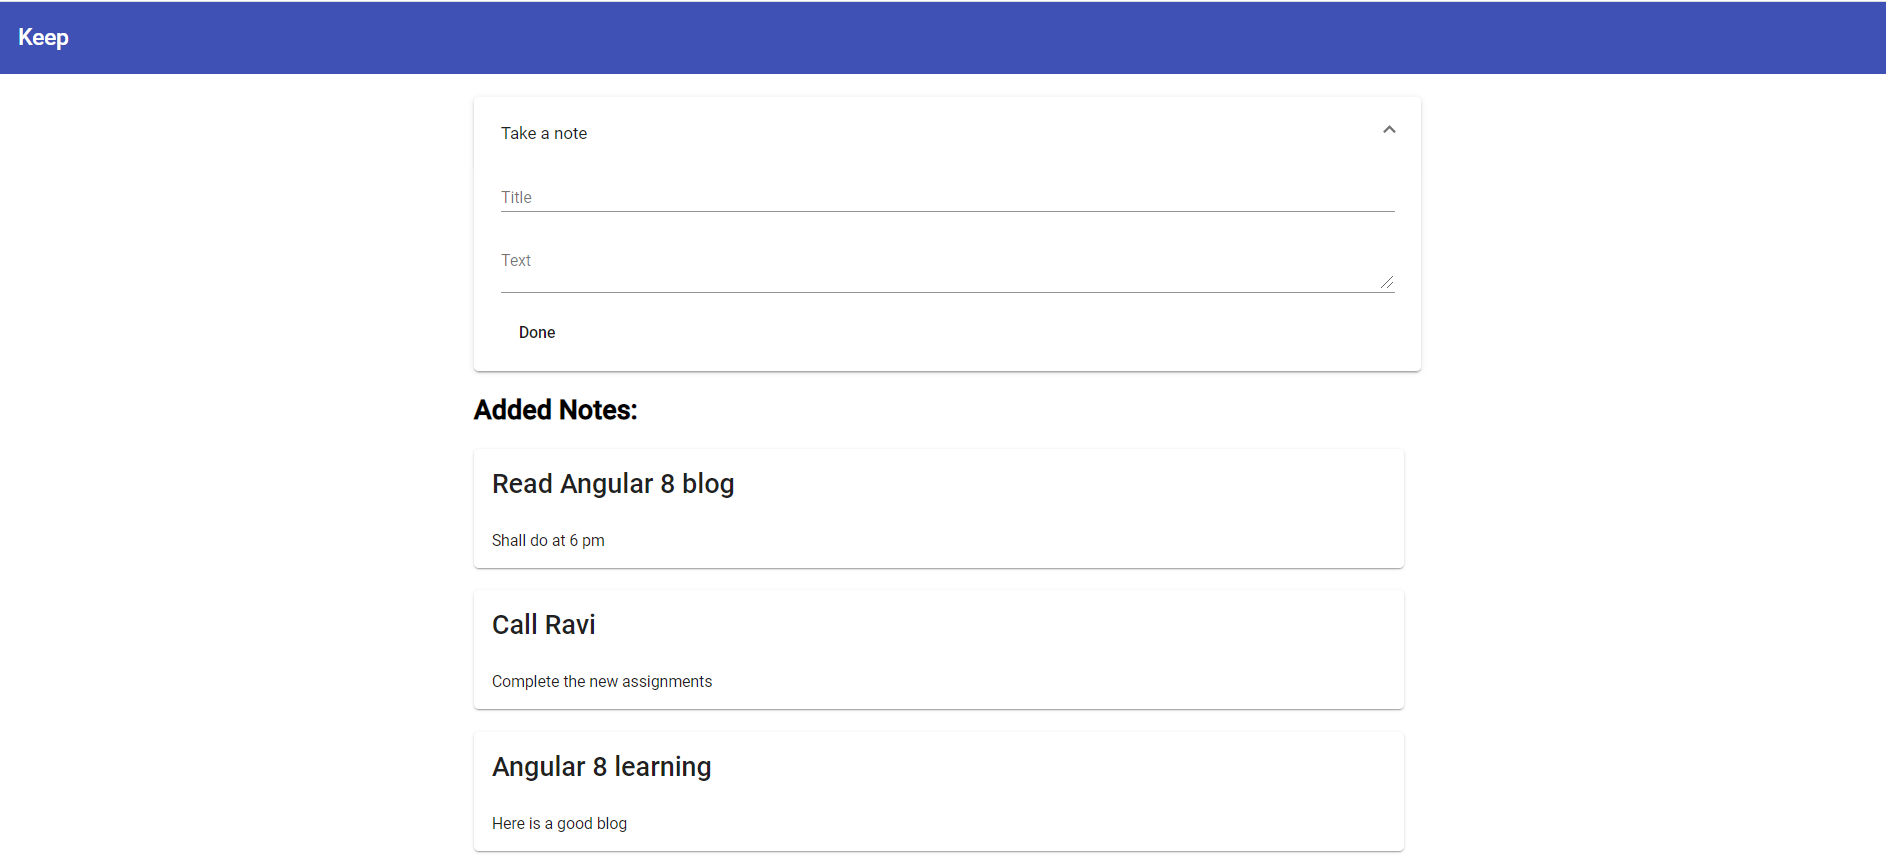 Keep
Take a note
Title
Text
Done
Added Notes:
Read Angular 8 blog
Shall do at 6 pm
Call Ravi
Complete the new assignments
Angular 8 learning
Here is a good blog